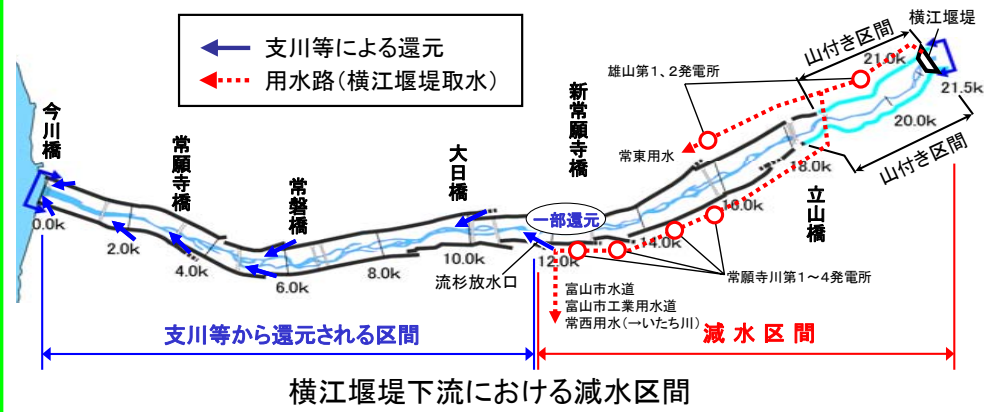 支川等による還元
用水路(横江堰堤取水)
横江堰堤
山付き区間
21.0k
21.5k
雄山第1、2発電所
新常願寺橋
20.0k
山付き区間
今川橋
常東用水
18.0k
立山橋
大日橋
常願寺橋
常磐橋
一部還元
16.0k
14.0k
0.0k
2.0k
4.0k
6.0k
8.0k
10.0k
12.0k
流杉放水口
常願寺川第1~4発電所
富山市水道
富山市工業用水道
常西用水(→いたち川)
支川等から還元される区間
減水区間
横江堰堤下流における減水区間